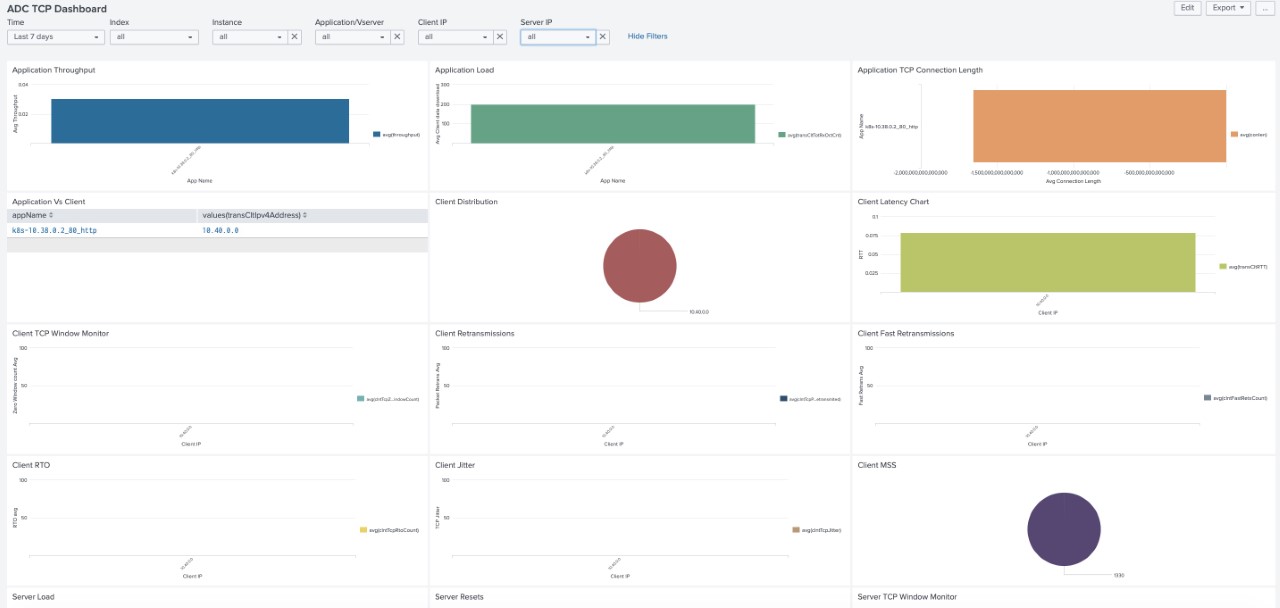 ADC TCP Dashboard
Edit
Export
...
Time
Index
Instance
Application/Vserver
Client IP
Server IP
Last 7 days
all
all
all
all
all
Hide Filters
Application Throughput
0.04
0.02
Avg Throughput
avg(throughput)
k8s-10.38.0.2_80_http
App Name
Application Load
300
200
100
Avg Client data download
avg(transCltTotRxOctCnt)
k8s-10.38.0.2_80_http
App Name
Application TCP Connection Length
App Name
k8s-10.38.0.2_80_http
avg(connlen)
-2,000,000,000,000
-1,500,000,000,000
-1,000,000,000,000
-500,000,000,000
Avg Connection Length
Application Vs Client
appName
values(transCltIpv4Address)
k8s-10.38.0.2_80_http
10.40.0.0
Client Distribution
10.40.0.0
Client Latency Chart
0.1
0.075
0.05
0.025
RTT
avg(transCltRTT)
10.40.0.0
Client IP
Client TCP Window Monitor
100
50
Zero Window count Avg
avg(clntTcpZ...indowCount)
10.40.0.0
Client IP
Client Retransmissions
100
50
Packet Retrans Avg
avg(clntTcpP...etransmited)
10.40.0.0
Client IP
Client Fast Retransmissions
100
50
Fast Retrans Avg
avg(clntFastRetxCount)
10.40.0.0
Client IP
Client RTO
100
50
RTO avg
avg(clntTcpRtoCount)
10.40.0.0
Client IP
Client Jitter
100
50
TCP Jitter
avg(clntTcpJitter)
10.40.0.0
Client IP
Client MSS
1330
Server Load
Server Resets
Server TCP Window Monitor